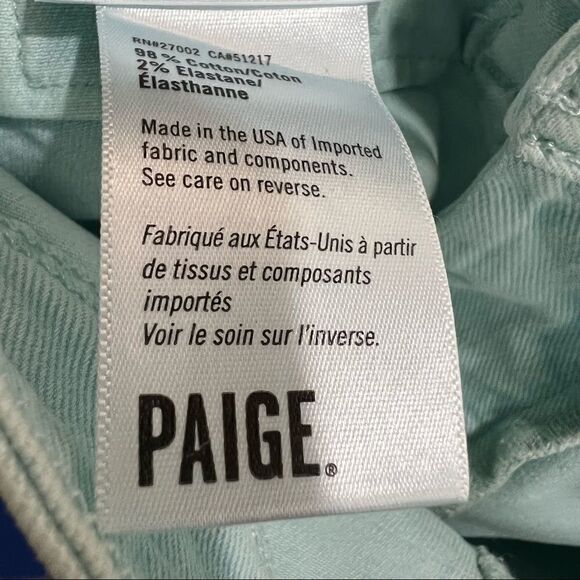 RN#27002 CA#51217
98% Cotton/Coton
2% Elastane/
Élasthanne
Made in the USA of Imported
fabric and components.
See care on reverse.
Fabriqué aux États-Unis à partir
de tissus et composants
importés
Voir le soin sur l'inverse.
PAIGE®